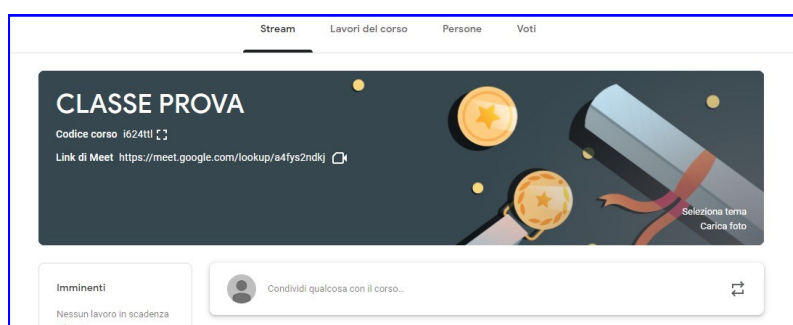 Stream Lavori del corso Persone Voti
CLASSE PROVA
Codice corso i624ttl
Link di Meet https://meet.google.com/lookup/a4fys2ndkj
Seleziona tema
Carica foto
Imminenti
Condividi qualcosa con il corso...
Nessun lavoro in scadenza